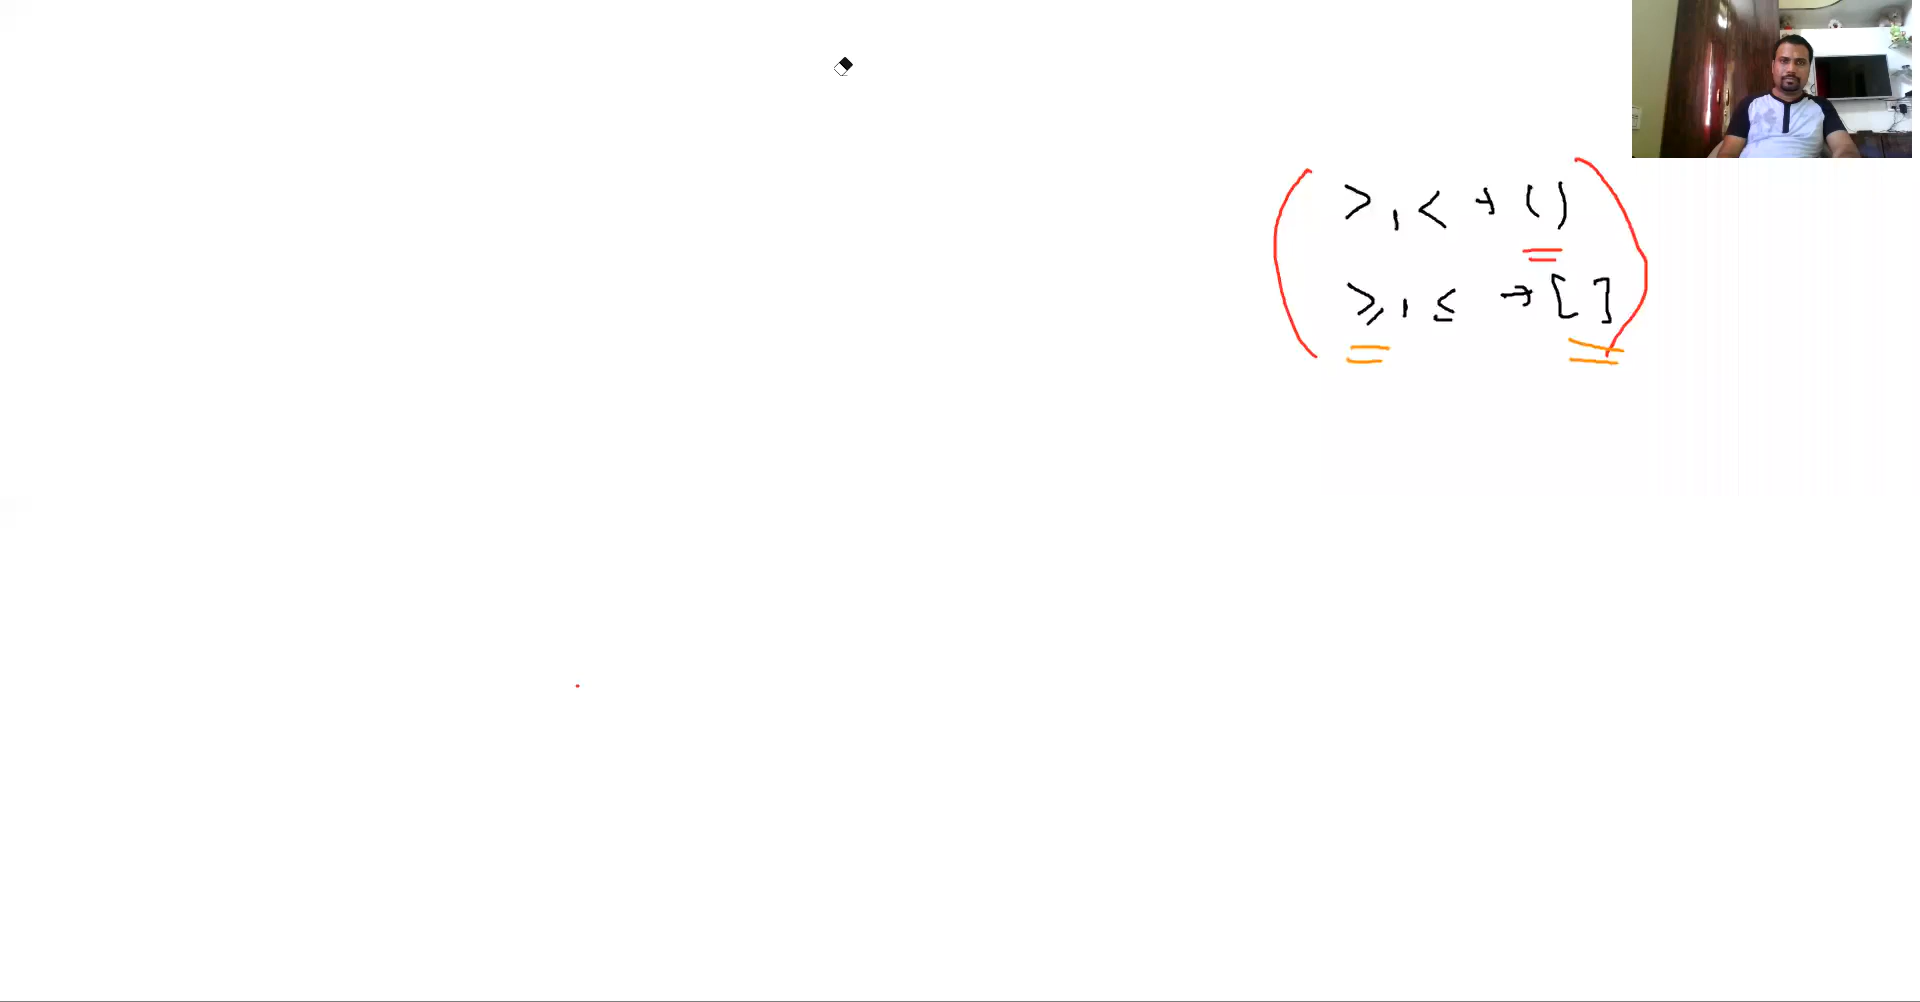 >, < → ()
≥, ≤ → [ ]